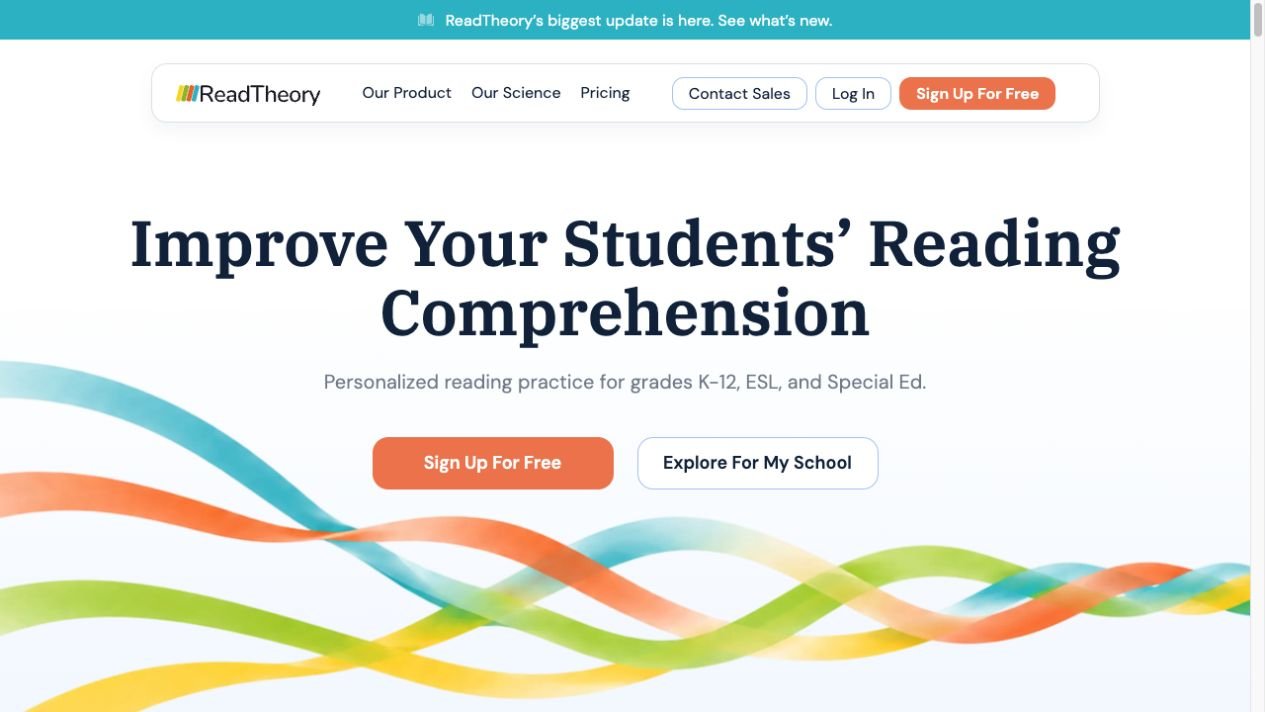 ReadTheory’s biggest update is here. See what’s new.
ReadTheory
Our Product
Our Science
Pricing
Contact Sales
Log In
Sign Up For Free
Improve Your Students’ Reading
Comprehension
Personalized reading practice for grades K–12, ESL, and Special Ed.
Sign Up For Free
Explore For My School